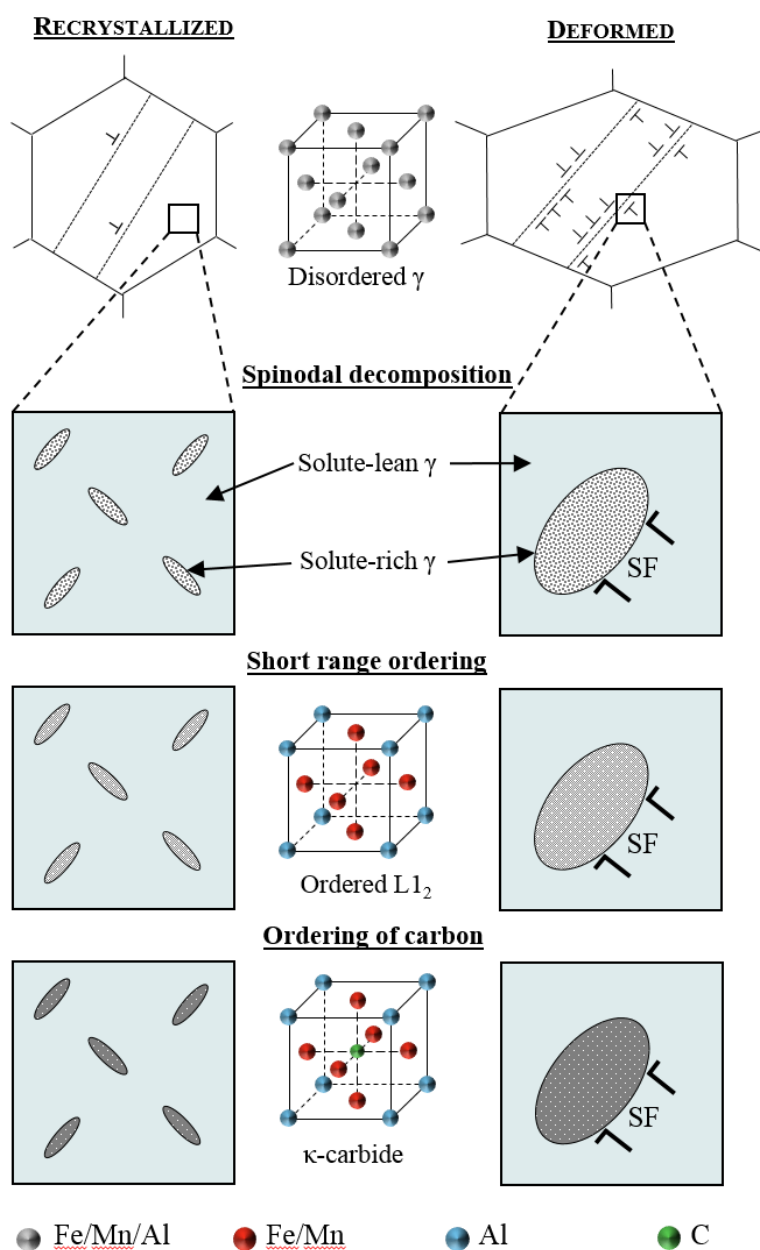 RECRYSTALLIZED
DEFORMED
Disordered γ
Spinodal decomposition
Solute-lean γ
Solute-rich γ
SF
Short range ordering
Ordered L1₂
SF
Ordering of carbon
κ-carbide
SF
Fe/Mn/Al
Fe/Mn
Al
C